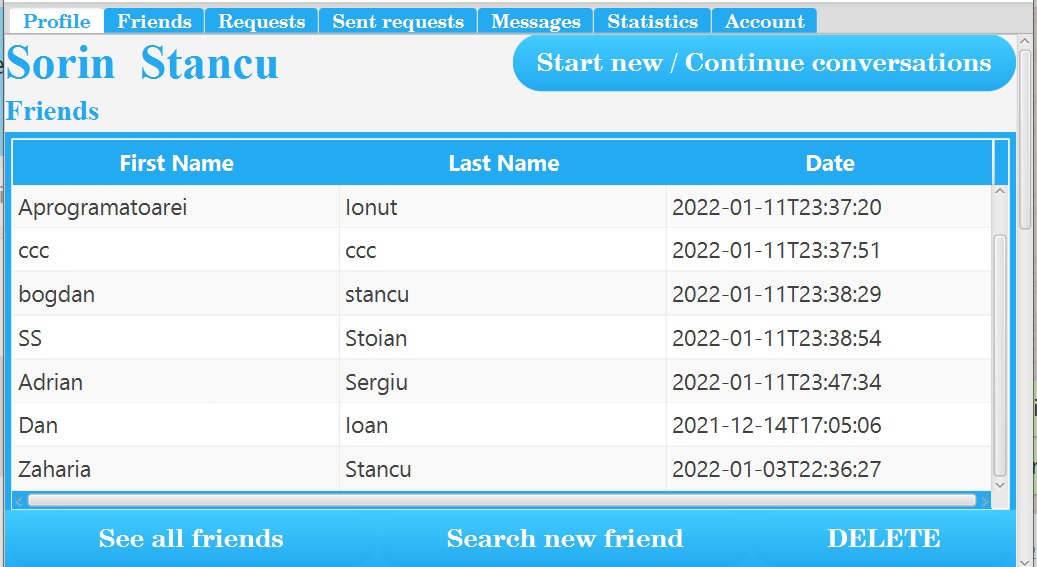 Profile Friends Requests Sent requests Messages Statistics Account
Sorin Stancu
Start new / Continue conversations
Friends
First Name Last Name Date
Aprogramatoarei Ionut 2022-01-11T23:37:20
ccc ccc 2022-01-11T23:37:51
bogdan stancu 2022-01-11T23:38:29
SS Stoian 2022-01-11T23:38:54
Adrian Sergiu 2022-01-11T23:47:34
Dan Ioan 2021-12-14T17:05:06
Zaharia Stancu 2022-01-03T22:36:27
See all friends Search new friend DELETE